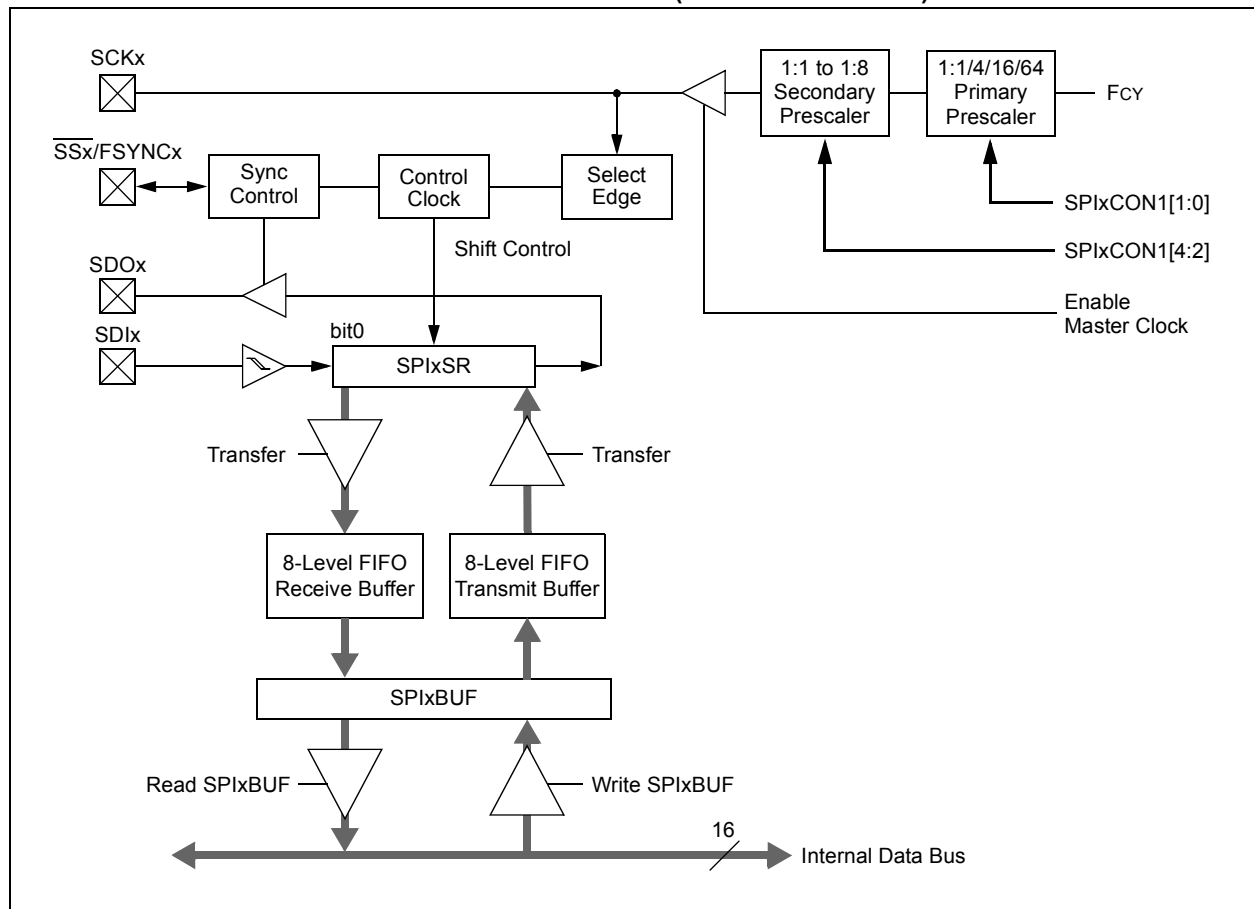 SCKx
1:1 to 1:8
Secondary
Prescaler
1:1/4/16/64
Primary
Prescaler
FCY
SSx/FSYNCx
Sync
Control
Control
Clock
Select
Edge
SPIxCON1[1:0]
Shift Control
SPIxCON1[4:2]
SDOx
Enable
Master Clock
SDIx
bit0
SPIxSR
Transfer
Transfer
8-Level FIFO
Receive Buffer
8-Level FIFO
Transmit Buffer
SPIxBUF
Read SPIxBUF
Write SPIxBUF
16
Internal Data Bus